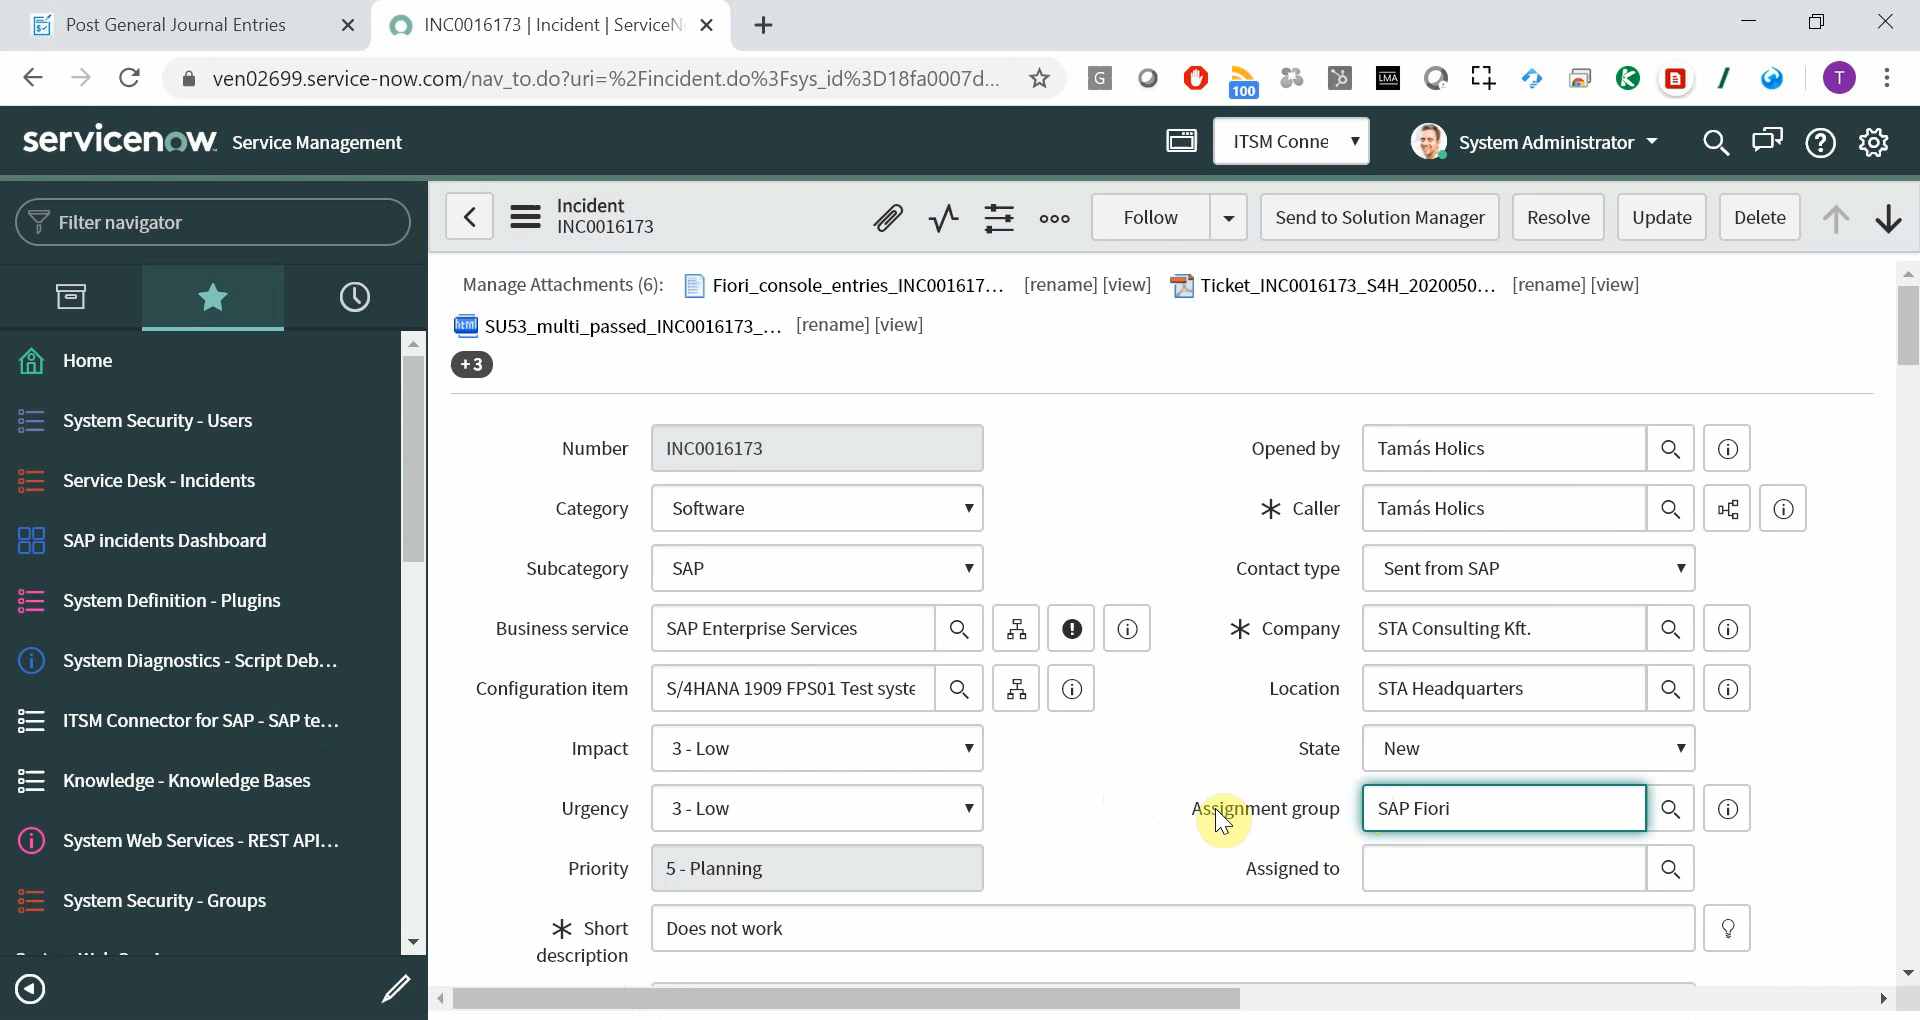 Post General Journal Entries
INC0016173 | Incident | ServiceN
ven02699.service-now.com/nav_to.do?uri=%2Fincident.do%3Fsys_id%3D18fa0007d...
G
100
LMA
T
servicenow Service Management
ITSM Conne
System Administrator
Filter navigator
Incident
INC0016173
Follow
Send to Solution Manager
Resolve
Update
Delete
Manage Attachments (6): Fiori_console_entries_INC001617... [rename] [view] Ticket_INC0016173_S4H_2020050... [rename] [view]
html SU53_multi_passed_INC0016173_... [rename] [view]
+3
Home
System Security - Users
Service Desk - Incidents
SAP incidents Dashboard
System Definition - Plugins
System Diagnostics - Script Deb...
ITSM Connector for SAP - SAP te...
Knowledge - Knowledge Bases
System Web Services - REST API...
System Security - Groups
Number INC0016173
Category Software
Subcategory SAP
Business service SAP Enterprise Services
Configuration item S/4HANA 1909 FPS01 Test syste
Impact 3 - Low
Urgency 3 - Low
Priority 5 - Planning
Opened by Tamás Holics
Caller Tamás Holics
Contact type Sent from SAP
Company STA Consulting Kft.
Location STA Headquarters
State New
Assignment group SAP Fiori
Assigned to
Short
description
Does not work